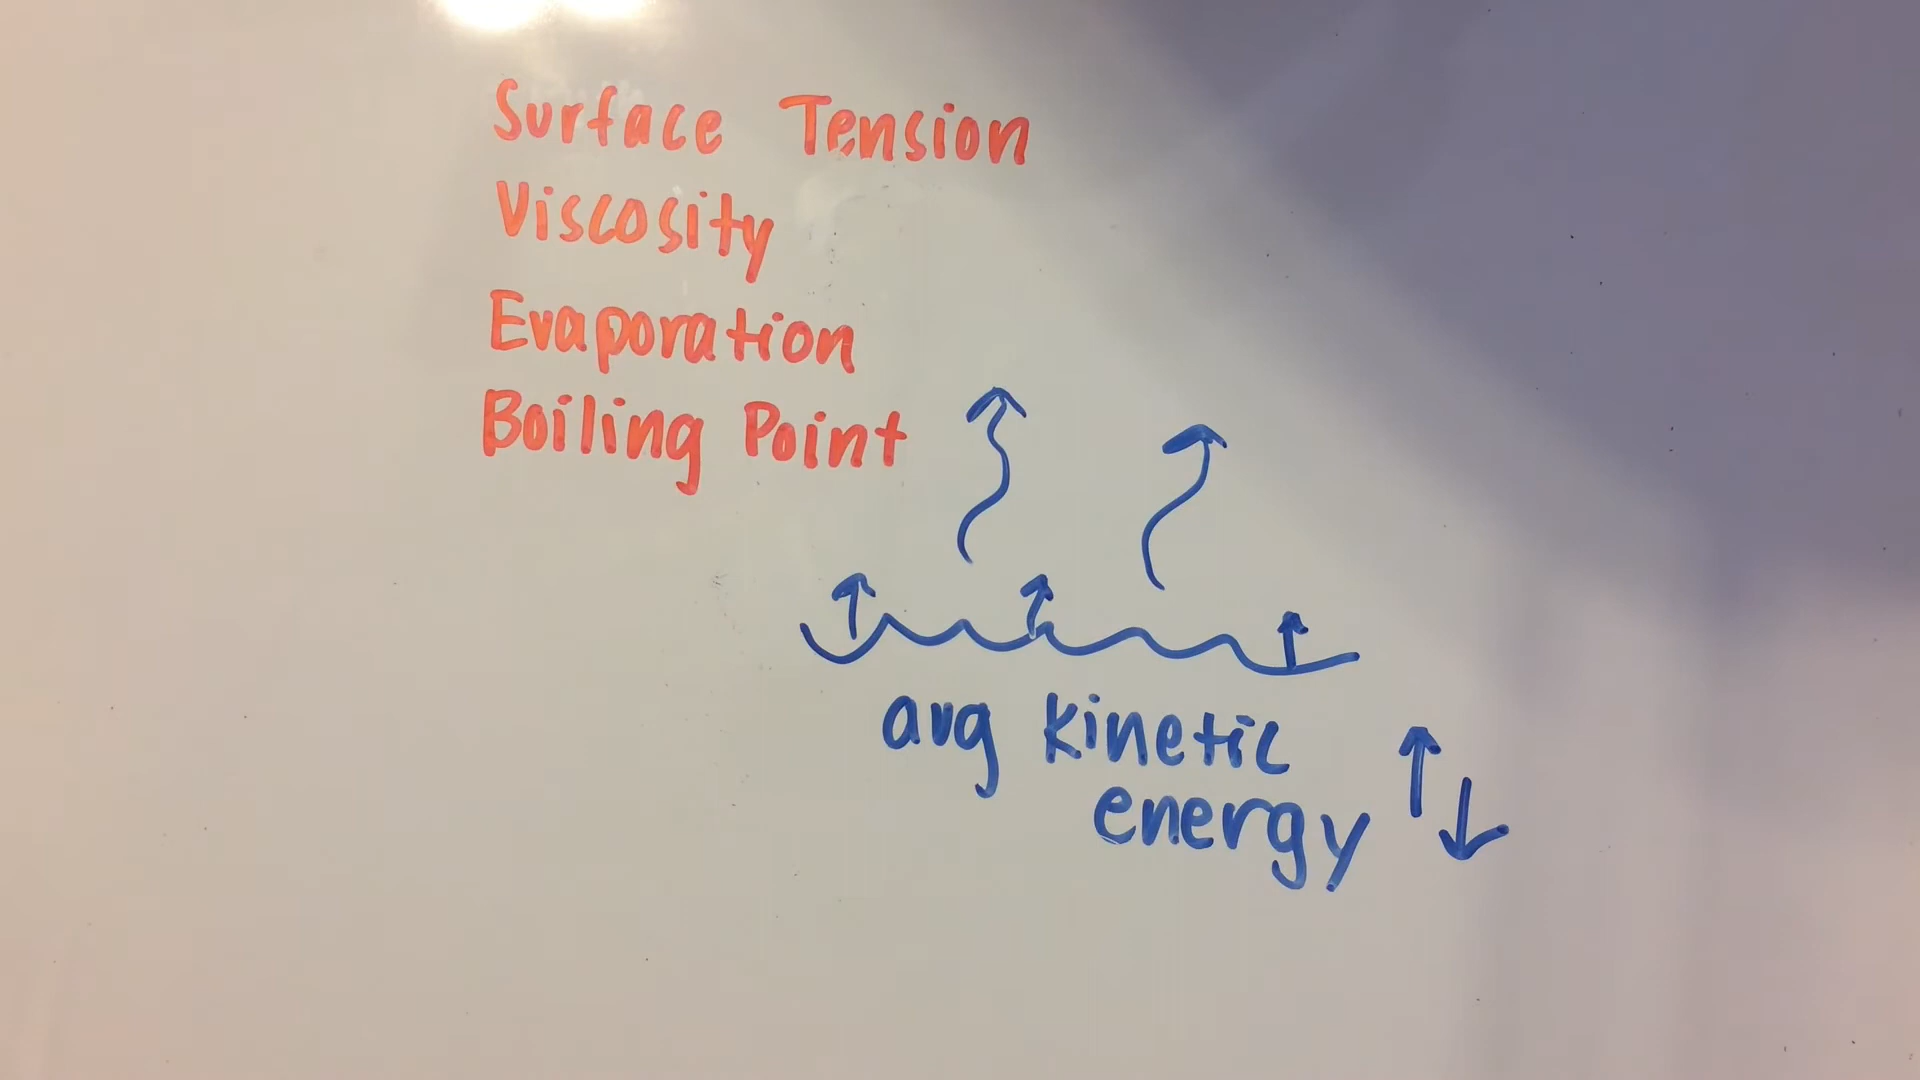 Surface Tension
Viscosity
Evaporation
Boiling Point
avg kinetic
energy ↑↓